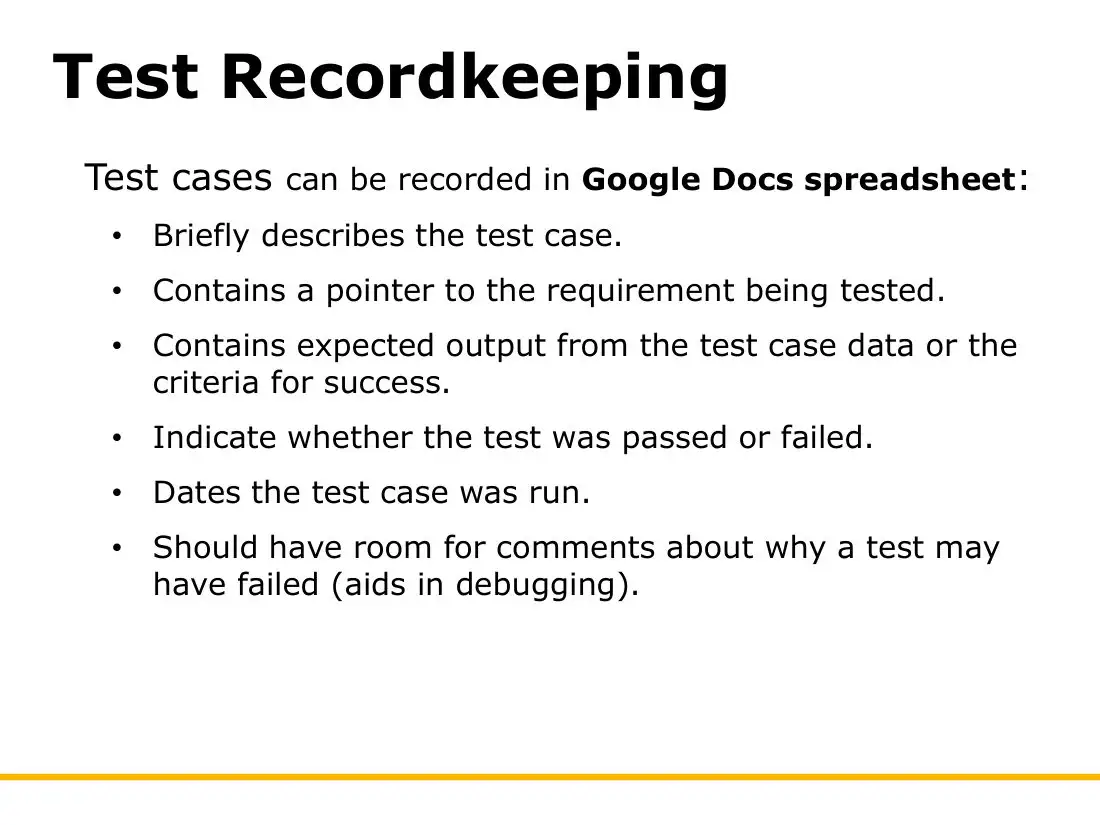 Test Recordkeeping
Test cases can be recorded in Google Docs spreadsheet:
• Briefly describes the test case.
• Contains a pointer to the requirement being tested.
• Contains expected output from the test case data or the
criteria for success.
• Indicate whether the test was passed or failed.
• Dates the test case was run.
• Should have room for comments about why a test may
have failed (aids in debugging).